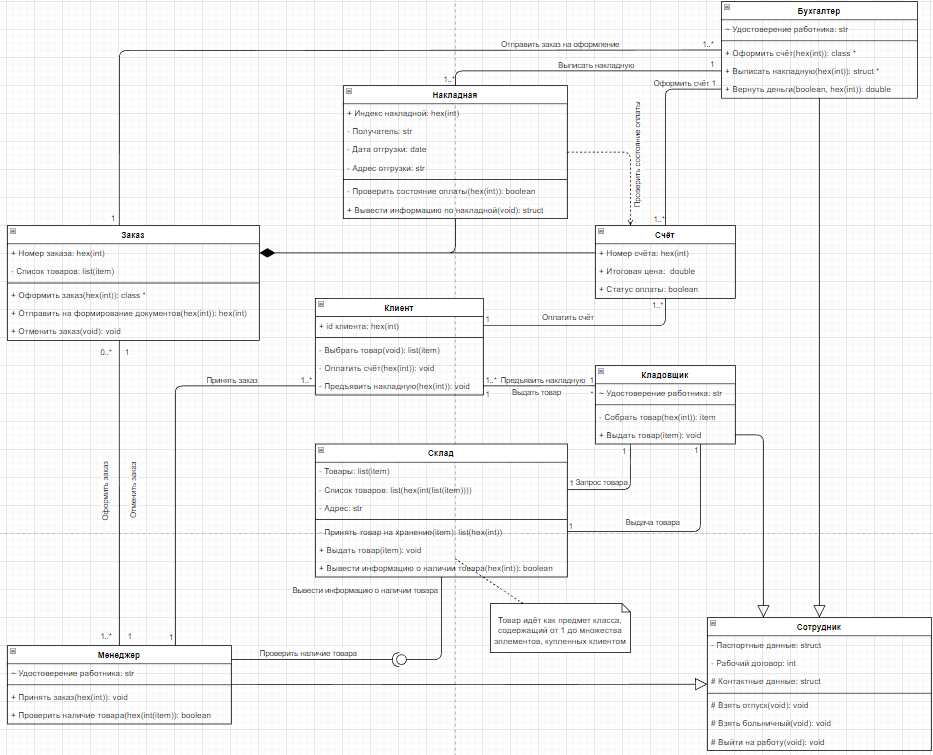 Бухгалтер
~ Удостоверение работника: str
+ Оформить счёт(hex(int)): class *
+ Выписать накладную(hex(int)): struct *
+ Вернуть деньги(boolean, hex(int)): double
Отправить заказ на оформление
1..*
Выписать накладную
1
1..*
Оформить счёт
1
Накладная
+ Индекс накладной: hex(int)
- Получатель: str
- Дата отгрузки: date
- Адрес отгрузки: str
- Проверить состояние оплаты(hex(int)): boolean
+ Вывести информацию по накладной(void): struct
Проверить состояние оплаты
1
1..*
Заказ
+ Номер заказа: hex(int)
- Список товаров: list(item)
+ Оформить заказ(hex(int)): class *
+ Отправить на формирование документов(hex(int)): hex(int)
+ Отменить заказ(void): void
Счёт
+ Номер счёта: hex(int)
+ Итоговая цена:  double
+ Статус оплаты: boolean
Клиент
+ id клиента: hex(int)
- Выбрать товар(void): list(item)
- Оплатить счёт(hex(int)): void
- Предъявить накладную(hex(int)): void
1
Оплатить счёт
1..*
0..*
1
Принять заказ
1..*
1..*
Предъявить накладную
1
1
Выдать товар
*
Кладовщик
~ Удостоверение работника: str
- Собрать товар(hex(int)): item
+ Выдать товар(item): void
Склад
- Товары: list(item)
- Список товаров: list(hex(int(list(item))))
- Адрес: str
- Принять товар на хранение(item): list(hex(int))
+ Выдать товар(item): void
+ Вывести информацию о наличии товара(hex(int)): boolean
1
1
1
Запрос товара
1
Выдача товара
Оформить заказ
Отменить заказ
Вывести информацию о наличии товара
Товар идёт как предмет класса,
содержащий от 1 до множества
эллементов, купленных клиентом
1..*
1
1
Проверить наличие товара
Менеджер
~ Удостоверение работника: str
+ Принять заказ(hex(int)): void
+ Проверить наличие товара(hex(int(item)): boolean
Сотрудник
- Паспортные данные: struct
- Рабочий договор: int
# Контактные данные: struct
# Взять отпуск(void): void
# Взять больничный(void): void
# Выйти на работу(void): void